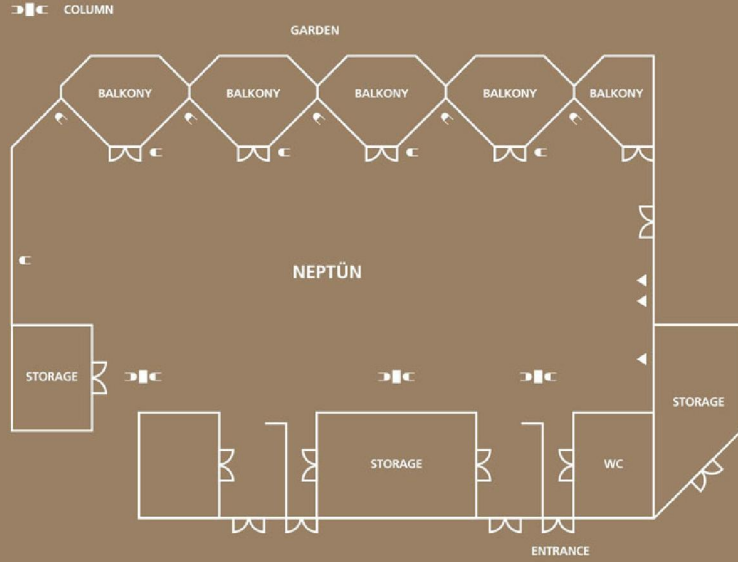 COLUMN
GARDEN
BALKONY
BALKONY
BALKONY
BALKONY
BALKONY
NEPTÜN
STORAGE
STORAGE
STORAGE
WC
ENTRANCE